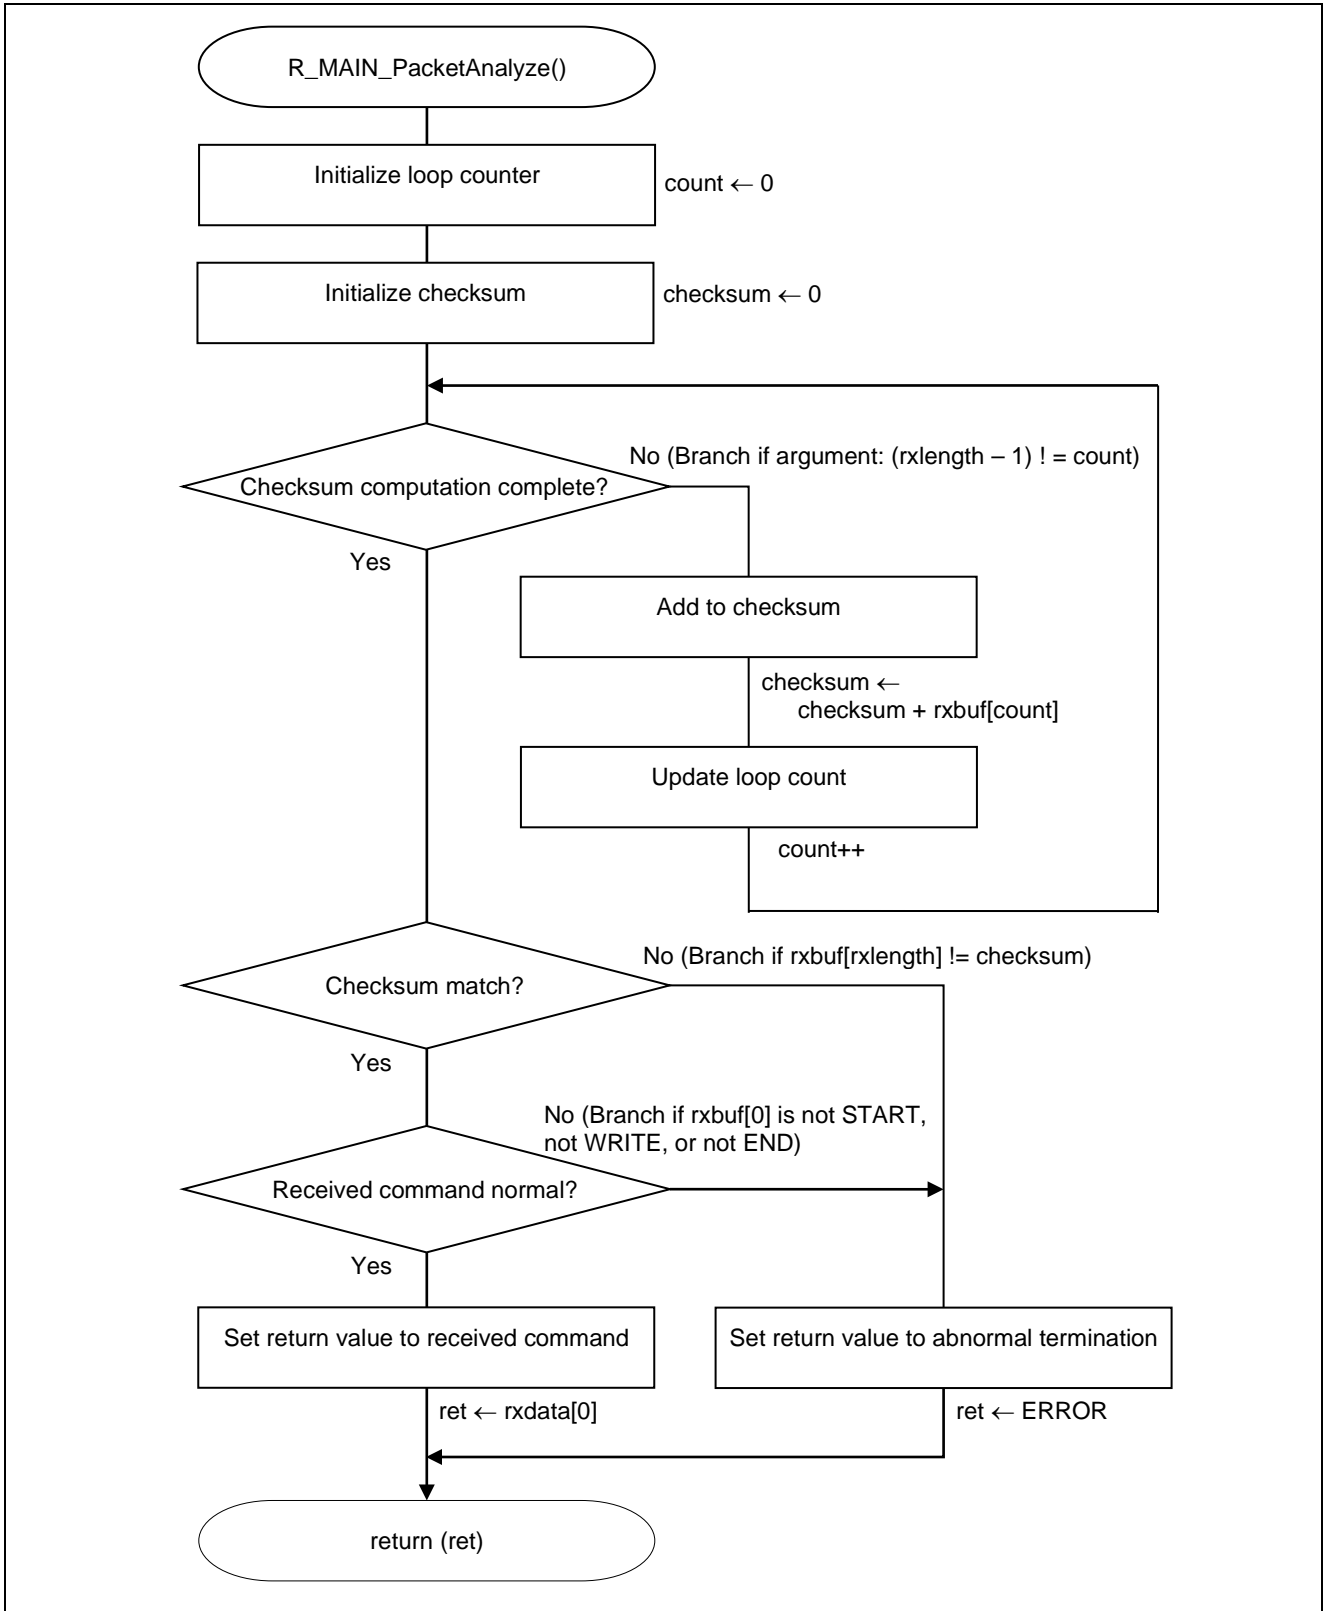 R_MAIN_PacketAnalyze()
Initialize loop counter
count ← 0
Initialize checksum
checksum ← 0
No (Branch if argument: (rxlength – 1) ! = count)
Checksum computation complete?
Yes
Add to checksum
checksum ←
checksum + rxbuf[count]
Update loop count
count++
No (Branch if rxbuf[rxlength] != checksum)
Checksum match?
Yes
No (Branch if rxbuf[0] is not START,
not WRITE, or not END)
Received command normal?
Yes
Set return value to received command
Set return value to abnormal termination
ret ← rxdata[0]
ret ← ERROR
return (ret)